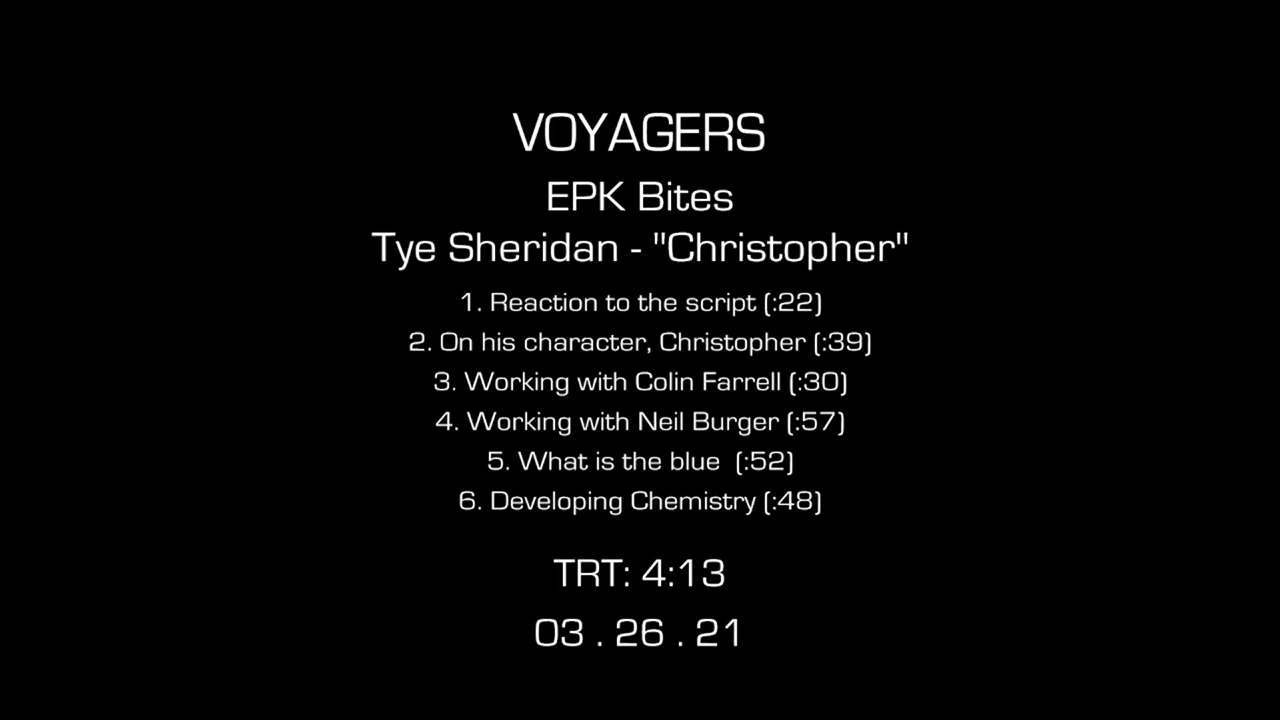 VOYAGERS
EPK Bites
Tye Sheridan - "Christopher"
1. Reaction to the script (:22)
2. On his character, Christopher (:39)
3. Working with Colin Farrell (:30)
4. Working with Neil Burger (:57)
5. What is the blue  (:52)
6. Developing Chemistry (:48)
TRT: 4:13
03 . 26 . 21